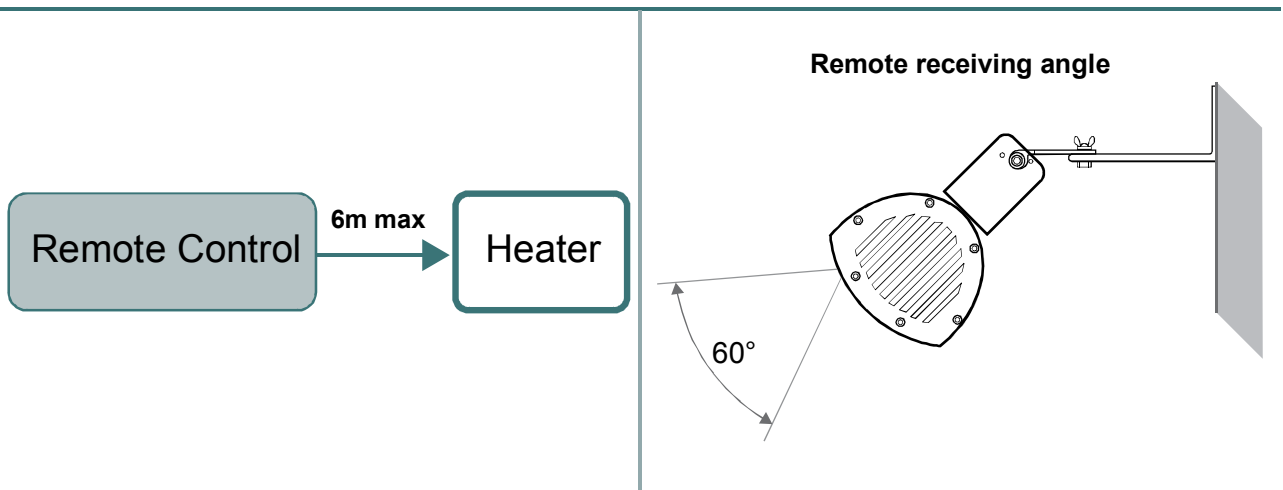 Remote Control
6m max
Heater
Remote receiving angle
60°